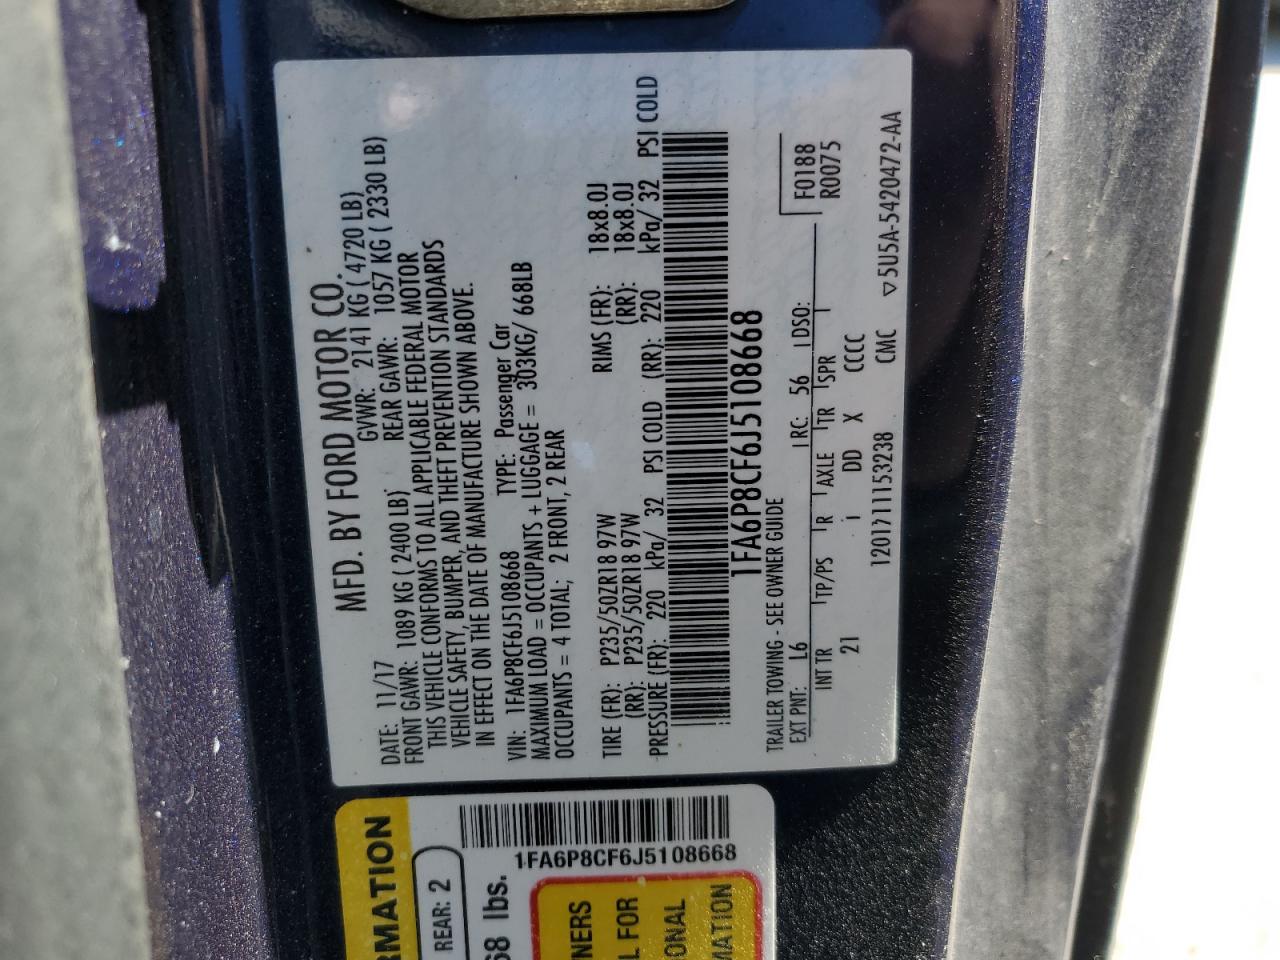 MFD. BY FORD MOTOR CO.
DATE: 11/17 GVWR: 2141 KG ( 4720 LB)
FRONT GAWR: 1089 KG ( 2400 LB) REAR GAWR: 1057 KG ( 2330 LB)
THIS VEHICLE CONFORMS TO ALL APPLICABLE FEDERAL MOTOR
VEHICLE SAFETY, BUMPER, AND THEFT PREVENTION STANDARDS
IN EFFECT ON THE DATE OF MANUFACTURE SHOWN ABOVE.
VIN: 1FA6P8CF6J5108668 TYPE: Passenger Car
MAXIMUM LOAD = OCCUPANTS + LUGGAGE = 303KG/ 668LB
OCCUPANTS = 4 TOTAL; 2 FRONT, 2 REAR
TIRE (FR): P235/50ZR18 97W RIMS (FR): 18x8.0J
(RR): P235/50ZR18 97W (RR): 18x8.0J
PRESSURE (FR): 220 kPa/ 32 PSI COLD (RR): 220 kPa/ 32 PSI COLD
1FA6P8CF6J5108668
TRAILER TOWING - SEE OWNER GUIDE
F0188
R0075
EXT PNT: L6 RC: 56 DSO:
INT TR TP/PS R AXLE TR SPR
21 i DD X CCCC
12017111153238 CMC ▽5U5A-5420472-AA
RMATION
REAR: 2
1FA6P8CF6J5108668
68 lbs.
NERS
L FOR
ONAL
MATION